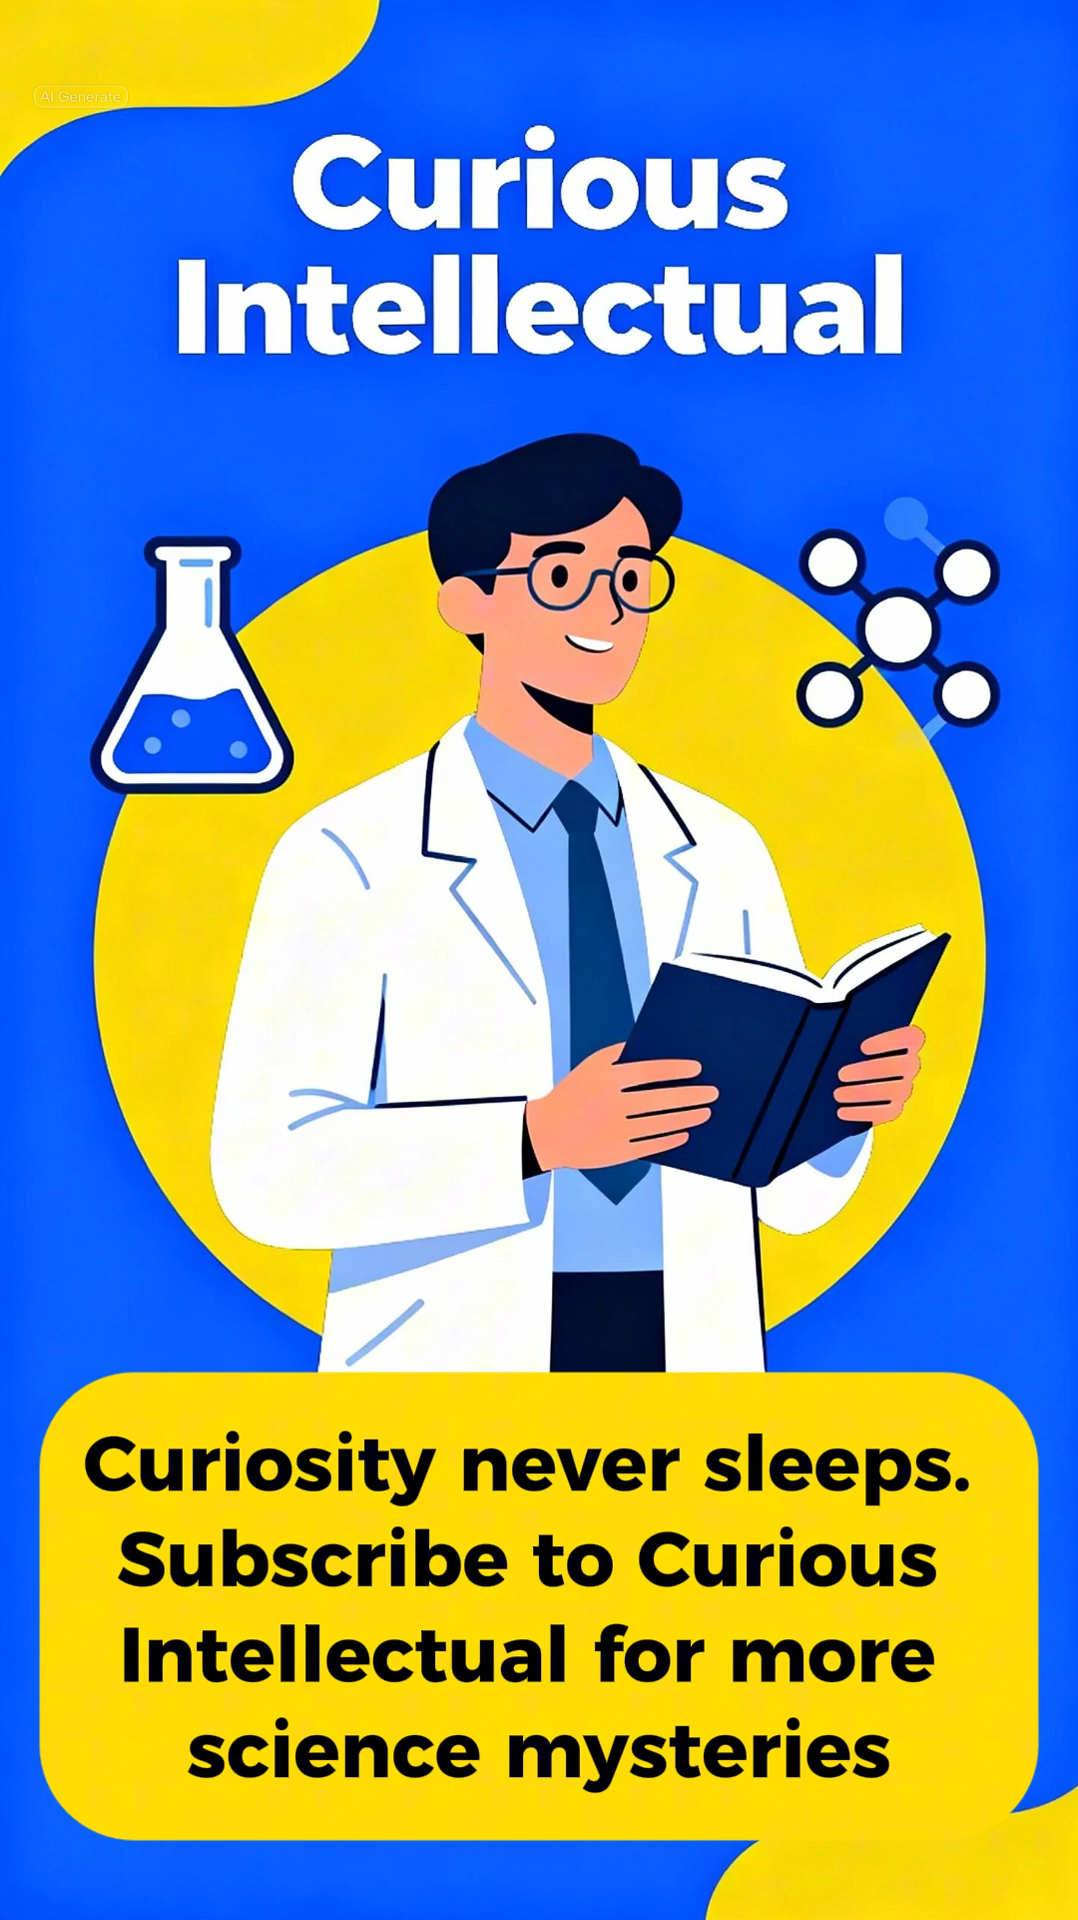 AI Generate
Curious
Intellectual
Curiosity never sleeps.
Subscribe to Curious
Intellectual for more
science mysteries